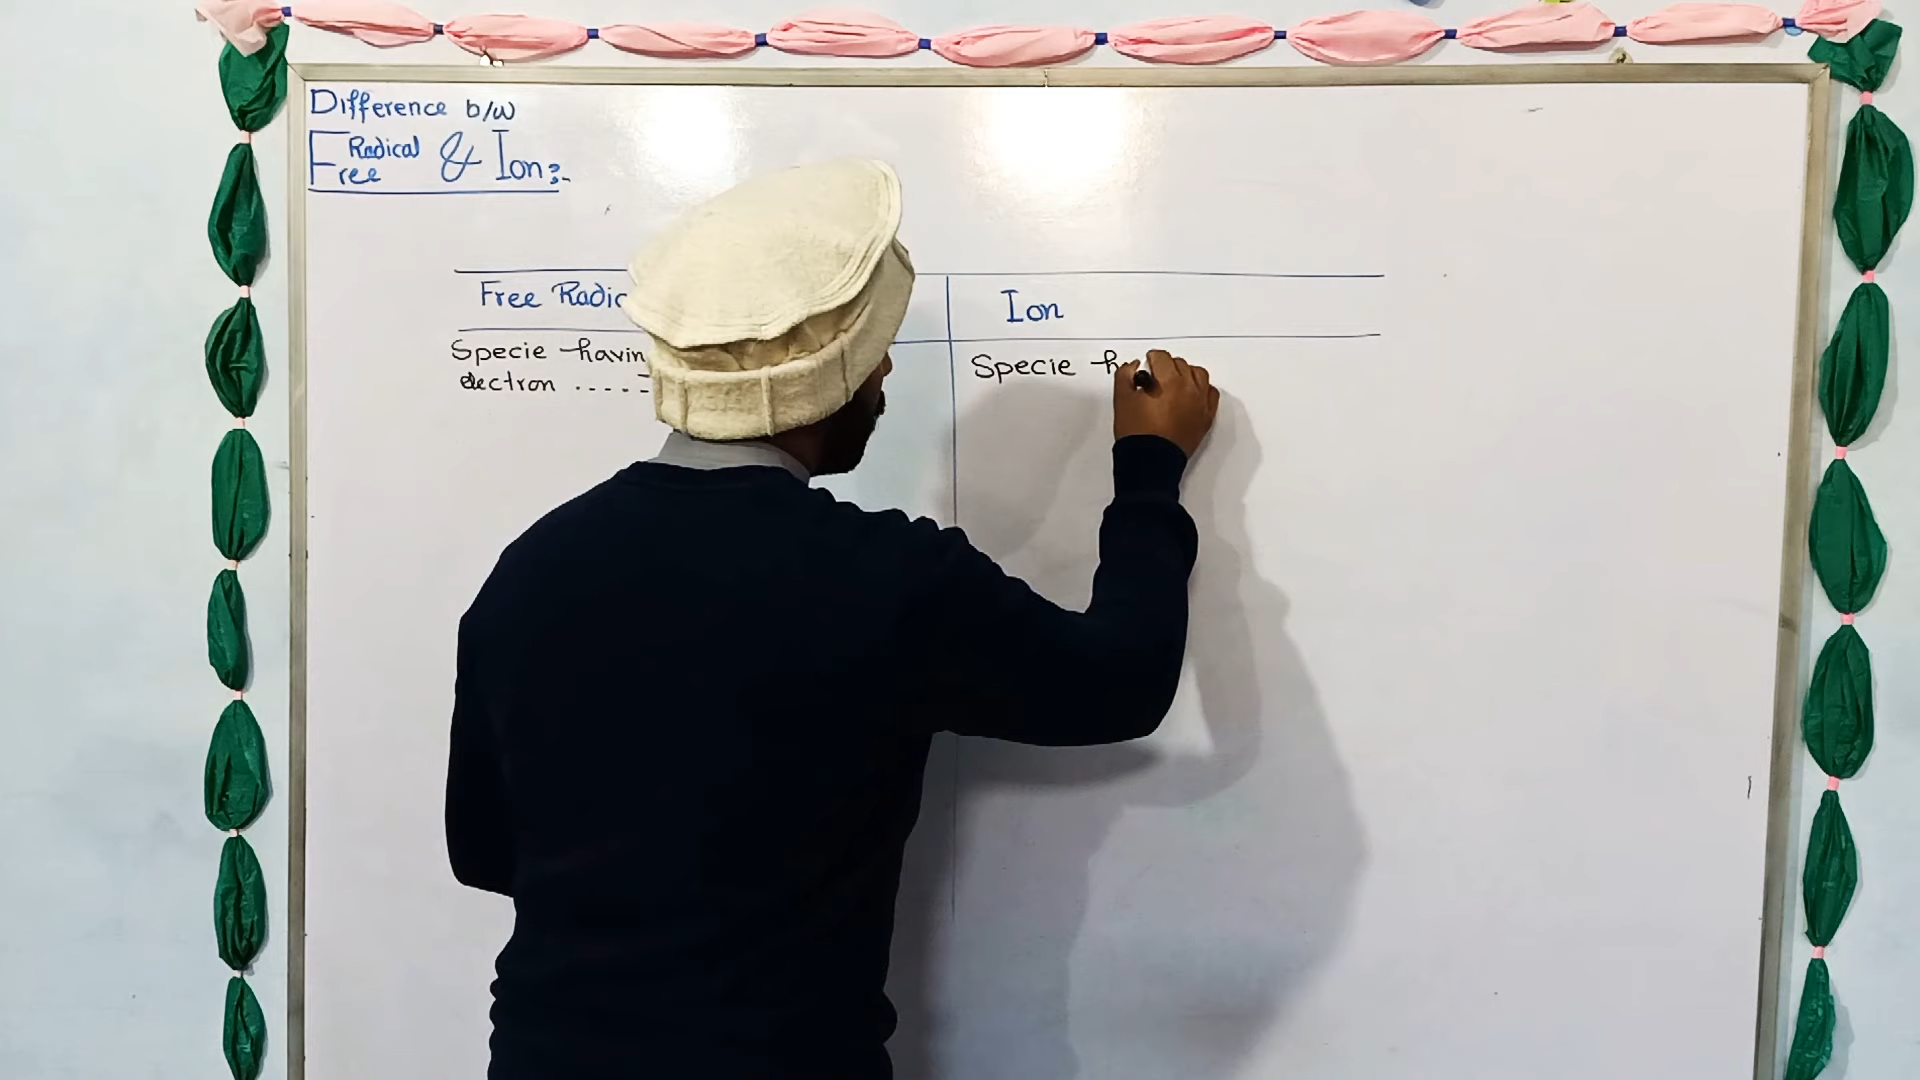 Difference b/w
Free Radical & Ion:-
Free Radic
Ion
Specie havin
electron .....
Specie h